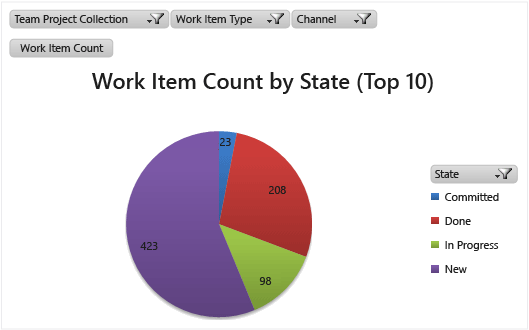 Team Project Collection Work Item Type Channel
Work Item Count
Work Item Count by State (Top 10)
23
208
State
Committed
Done
423
In Progress
98
New